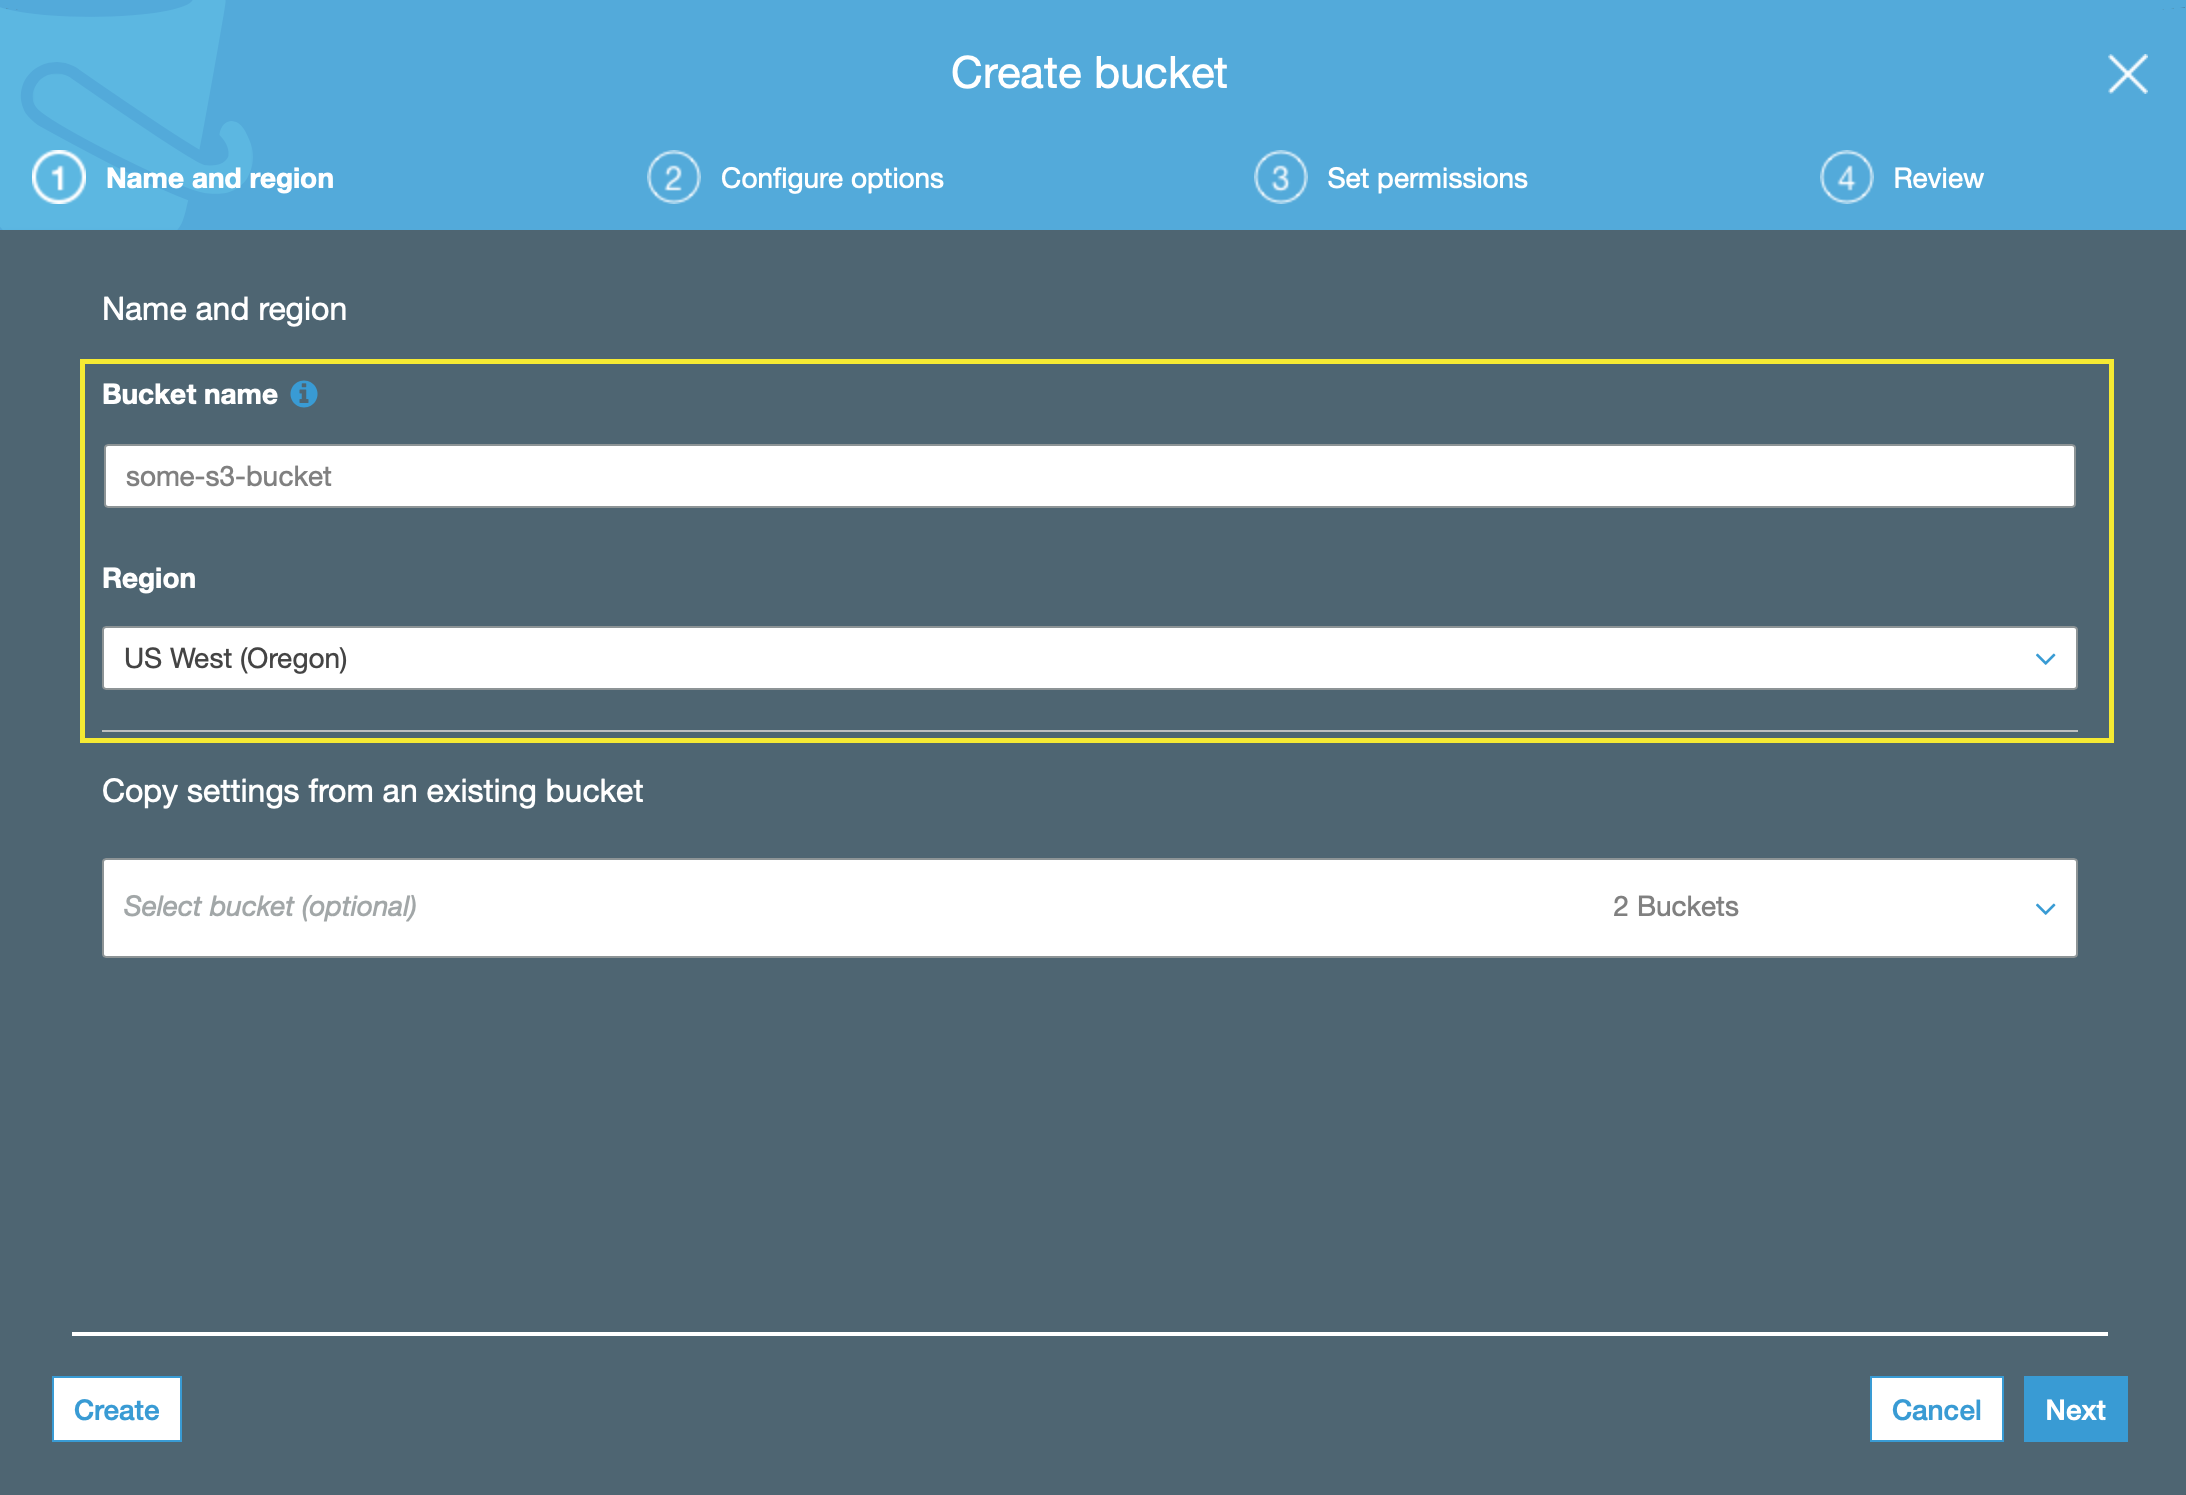 Create bucket
1 Name and region
2 Configure options
3 Set permissions
4 Review
Name and region
Bucket name
some-s3-bucket
Region
US West (Oregon)
Copy settings from an existing bucket
Select bucket (optional) 2 Buckets
Create Cancel Next